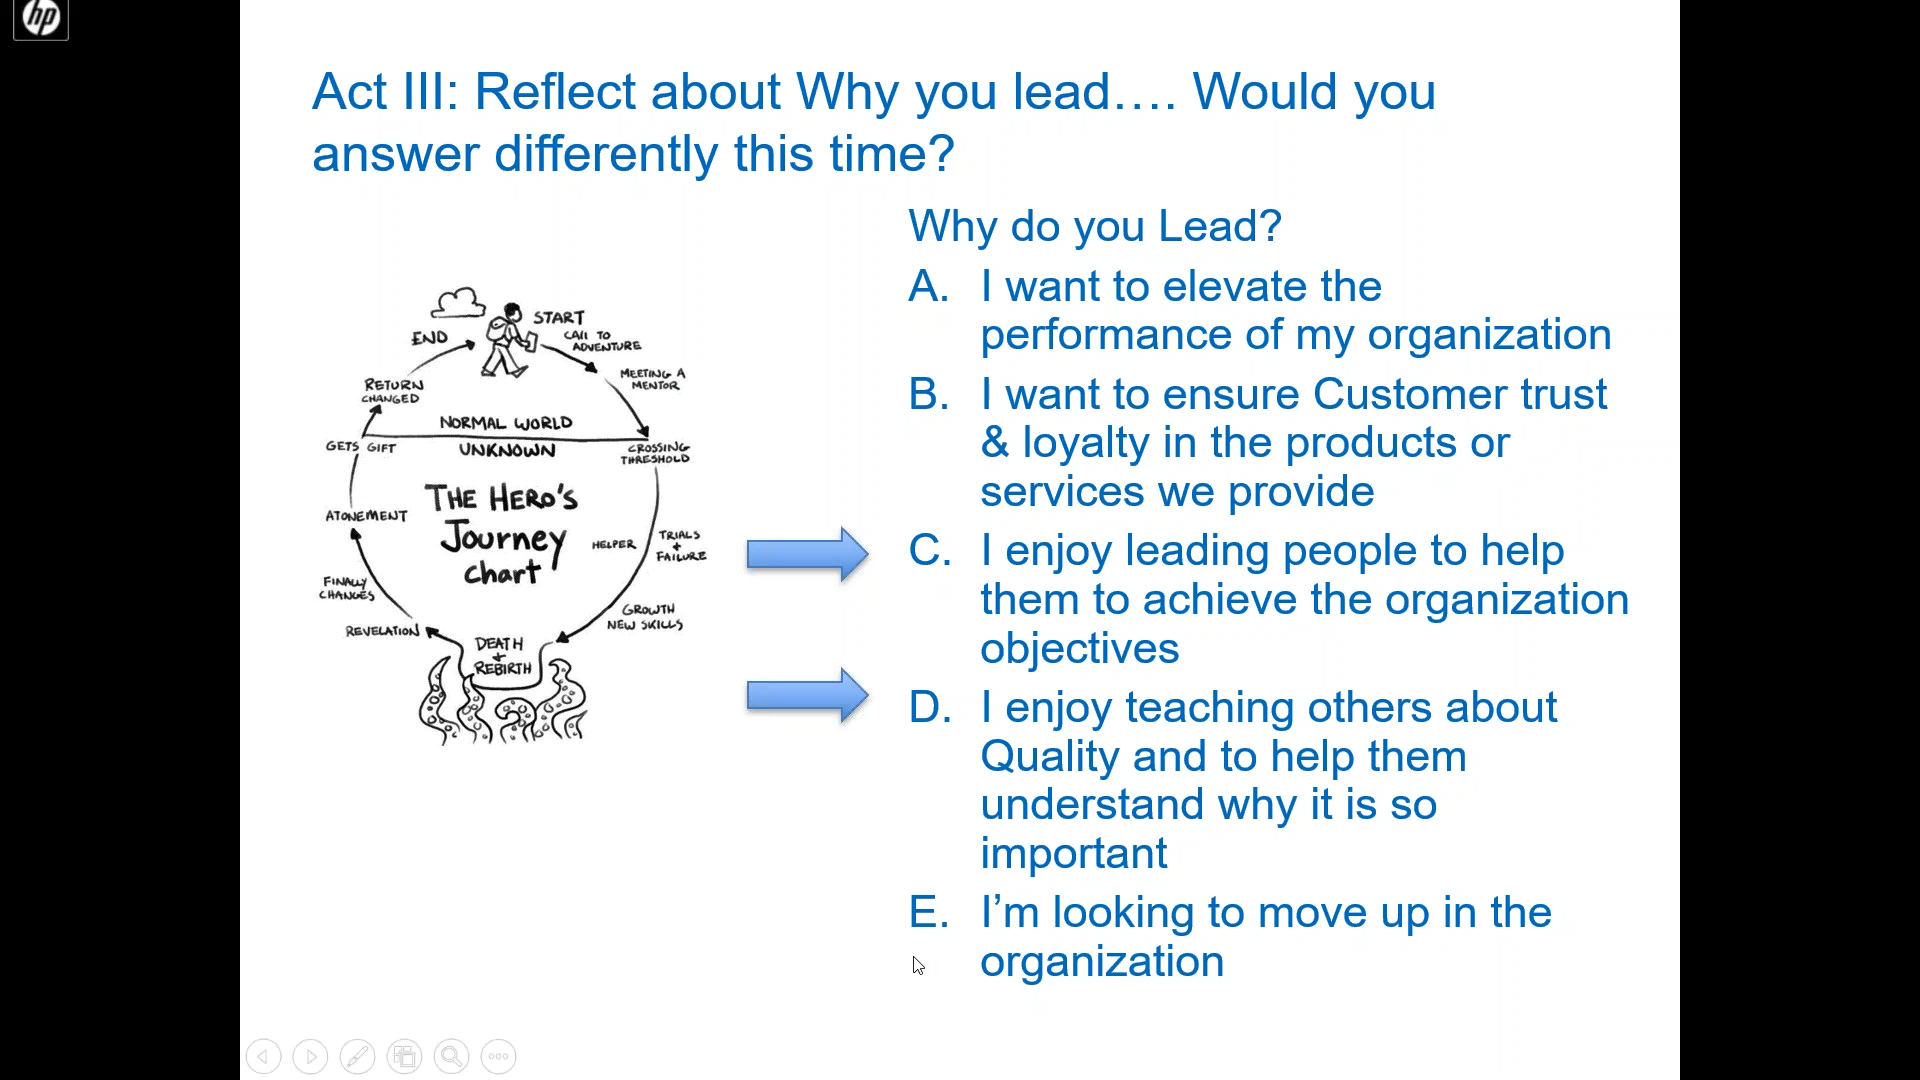 hp
Act III: Reflect about Why you lead…. Would you
answer differently this time?
START
CALL TO
ADVENTURE
MEETING A
MENTOR
CROSSING
THRESHOLD
TRIALS
+
FAILURE
HELPER
GROWTH
NEW SKILLS
DEATH
+
REBIRTH
REVELATION
FINALLY
CHANGES
ATONEMENT
GETS GIFT
RETURN
CHANGED
END
NORMAL WORLD
UNKNOWN
THE HERO'S
Journey
chart
Why do you Lead?
A. I want to elevate the
performance of my organization
B. I want to ensure Customer trust
& loyalty in the products or
services we provide
C. I enjoy leading people to help
them to achieve the organization
objectives
D. I enjoy teaching others about
Quality and to help them
understand why it is so
important
E. I’m looking to move up in the
organization